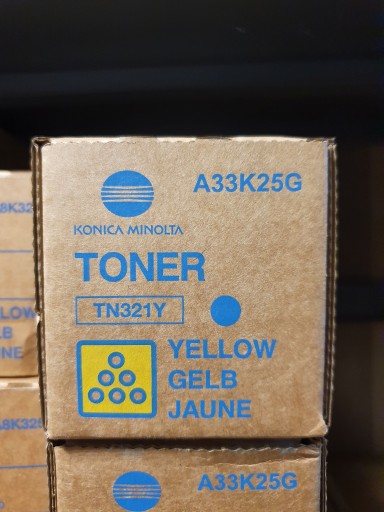 A33K25G
KONICA MINOLTA
TONER
TN321Y
YELLOW
GELB
JAUNE
A33K25G